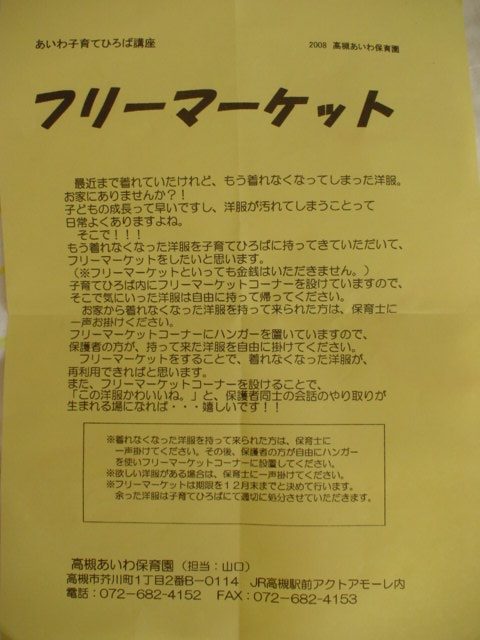 あいわ子育てひろば講座
2008 高槻あいわ保育園
フリーマーケット
最近まで着れていたけれど、もう着れなくなってしまった洋服。
お家にありませんか？！
子どもの成長って早いですし、洋服が汚れてしまうことって
日常よくありますよね。
そこで！！！
もう着れなくなった洋服を子育てひろばに持ってきていただいて、
フリーマーケットをしたいと思います。
（※フリーマーケットといっても金銭はいただきません。）
子育てひろば内にフリーマーケットコーナーを設けていますので、
そこで気にいった洋服は自由に持って帰ってください。
お家から着れなくなった洋服を持って来られた方は、保育士に
一声お掛けください。
フリーマーケットコーナーにハンガーを置いていますので、
保護者の方が、持って来た洋服を自由に掛けてください。
フリーマーケットをすることで、着れなくなった洋服が、
再利用できればと思います。
また、フリーマーケットコーナーを設けることで、
「この洋服かわいいね。」と、保護者同士の会話のやり取りが
生まれる場になれば・・・嬉しいです！！
※着れなくなった洋服を持って来られた方は、保育士に
一声掛けてください。その後、保護者の方が自由にハンガー
を使いフリーマーケットコーナーに設置してください。
※欲しい洋服がある場合は、保育士に一声掛けてください。
※フリーマーケットは期限を１２月末までと決めて行います。
余った洋服は子育てひろばにて適切に処分させていただきます。
高槻あいわ保育園（担当：山口）
高槻市芥川町1丁目2番B－0114 JR高槻駅前アクトアモーレ内
電話：072－682－4152 FAX：072－682－4153